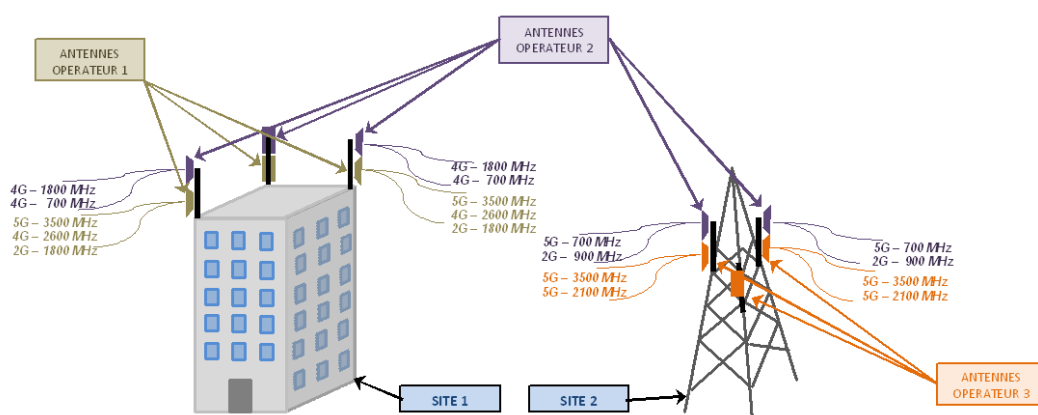 ANTENNES
OPERATEUR 1
ANTENNES
OPERATEUR 2
4G – 1800 MHz
4G – 700 MHz
5G – 3500 MHz
4G – 2600 MHz
2G – 1800 MHz
4G – 1800 MHz
4G – 700 MHz
5G – 3500 MHz
4G – 2600 MHz
2G – 1800 MHz
5G – 700 MHz
2G – 900 MHz
5G – 3500 MHz
5G – 2100 MHz
5G – 700 MHz
2G – 900 MHz
5G – 3500 MHz
5G – 2100 MHz
ANTENNES
OPERATEUR 3
SITE 1
SITE 2